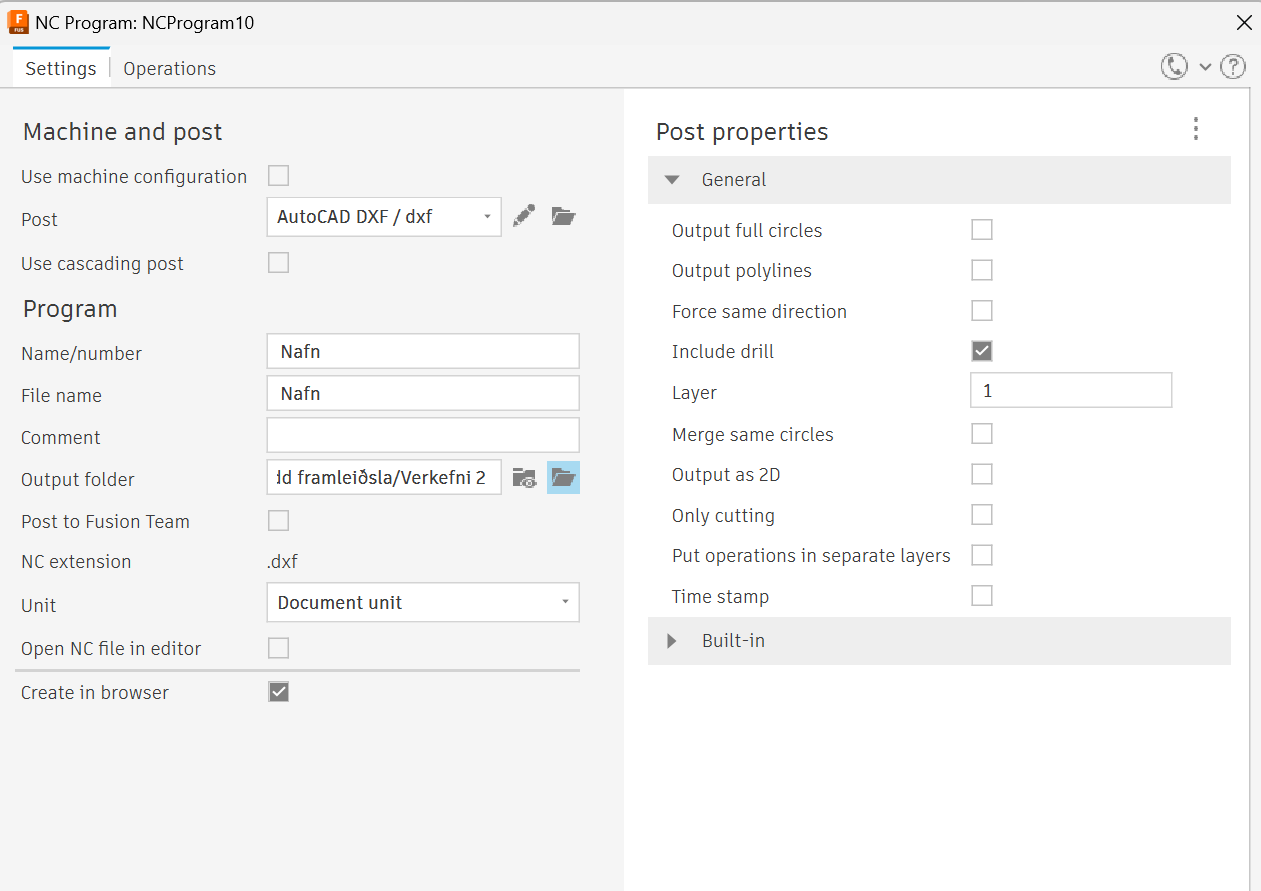 NC Program: NCProgram10
Settings
Operations
Machine and post
Use machine configuration
Post
AutoCAD DXF / dxf
Use cascading post
Program
Name/number
Nafn
File name
Nafn
Comment
Output folder
dd framleiðsla/Verkefni 2
Post to Fusion Team
NC extension
.dxf
Unit
Document unit
Open NC file in editor
Create in browser
Post properties
General
Output full circles
Output polylines
Force same direction
Include drill
Layer
1
Merge same circles
Output as 2D
Only cutting
Put operations in separate layers
Time stamp
Built-in